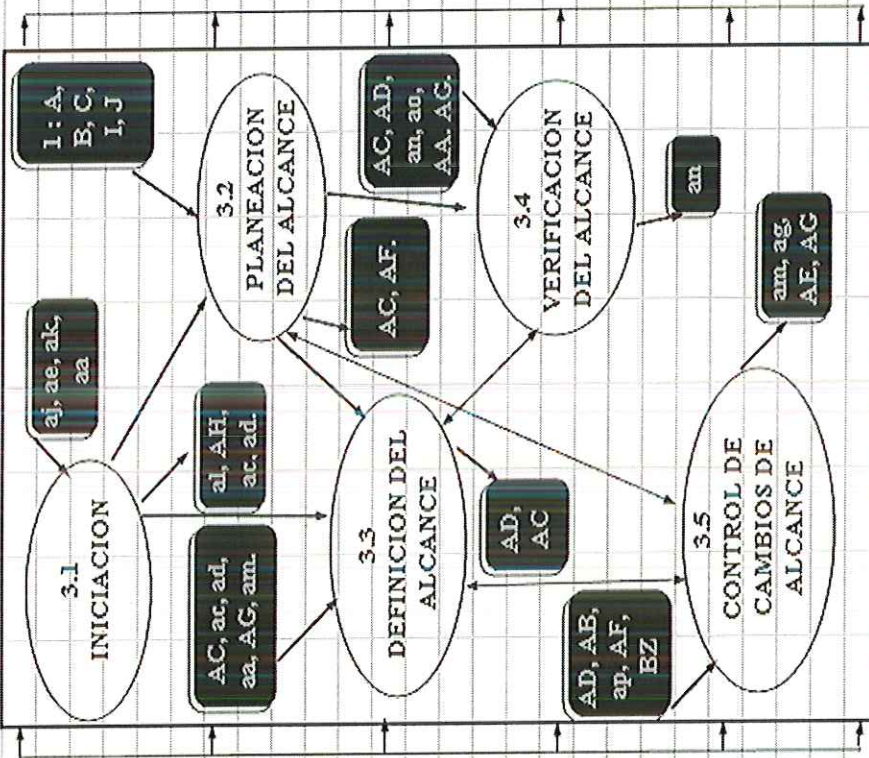 3.1
INICIACION
aj, ae, ak,
aa
1: A,
B, C,
I, J
al, AH,
ac. ad.
AC, ac, ad,
aa, AG, am.
3.2
PLANEACION
DEL ALCANCE
AC, AF.
AC, AD,
an, ao,
AA. AG.
3.3
DEFINICION DEL
ALCANCE
AD,
AC
3.4
VERIFICACION
DEL ALCANCE
an
AD, AB,
ap, AF,
BZ
3.5
CONTROL DE
CAMBIOS DE
ALCANCE
am, ag,
AE, AG